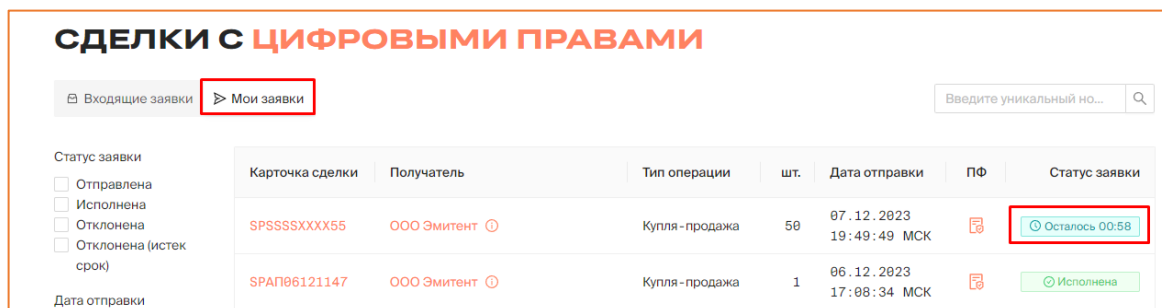 СДЕЛКИ С ЦИФРОВЫМИ ПРАВАМИ
Входящие заявки Мои заявки Введите уникальный но...
Статус заявки
Отправлена
Исполнена
Отклонена
Отклонена (истек
срок)
Дата отправки
Карточка сделки Получатель Тип операции шт. Дата отправки ПФ Статус заявки
SPSSSSXXXX55 ООО Эмитент Купля-продажа 50 07.12.2023
19:49:49 МСК Осталось 00:58
SPАП06121147 ООО Эмитент Купля-продажа 1 06.12.2023
17:08:34 МСК Исполнена